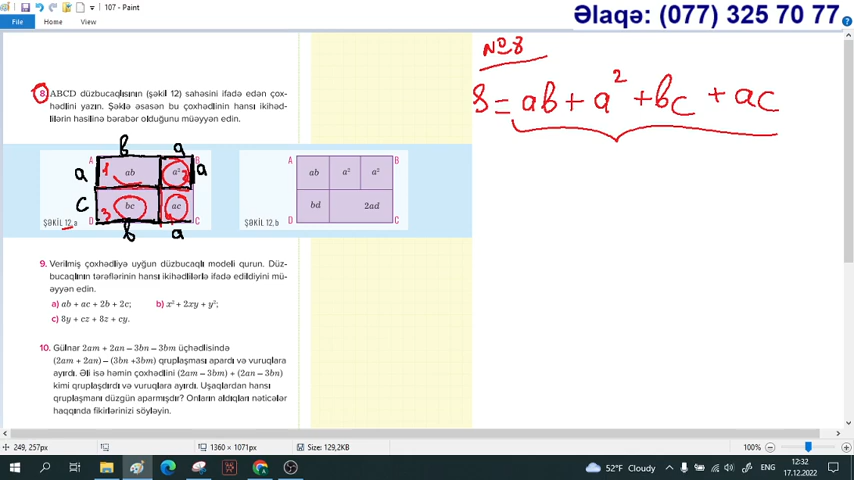 107 - Paint
Əlaqə: (077) 325 70 77
File Home View
№8
S = ab + a² + bc + ac
8. ABCD düzbucaqlısının (şəkil 12) sahəsini ifadə edən çox-
hədlini yazın. Şəklə əsasən bu çoxhədlinin hansı ikihəd-
lilərin hasilinə bərabər olduğunu müəyyən edin.
b a
A B
a 1 ab a² 2 a
c 3 bc ac
D C
b a
ŞƏKİL 12,a
A B
ab a² a²
bd 2ad
D C
ŞƏKİL 12,b
9. Verilmiş çoxhədliyə uyğun düzbucaqlı modeli qurun. Düz-
bucaqlının tərəflərinin hansı ikihədlilərlə ifadə edildiyini mü-
əyyən edin.
a) ab + ac + 2b + 2c; b) x² + 2xy + y²;
c) 8y + cz + 8z + cy.
10. Gülnar 2am + 2an – 3bn – 3bm üçhədlisində
(2am + 2an) – (3bn +3bm) qruplaşması apardı və vuruqlara
ayırdı. Əli isə həmin çoxhədlini (2am – 3bm) + (2an – 3bn)
kimi qruplaşdırdı və vuruqlara ayırdı. Uşaqlardan hansı
qruplaşmanı düzgün aparmışdır? Onların aldıqları nəticələr
haqqında fikirlərinizi söyləyin.
249, 257px 1360 × 1071px Size: 129,2KB 100%
52°F Cloudy ENG 12:32
17.12.2022